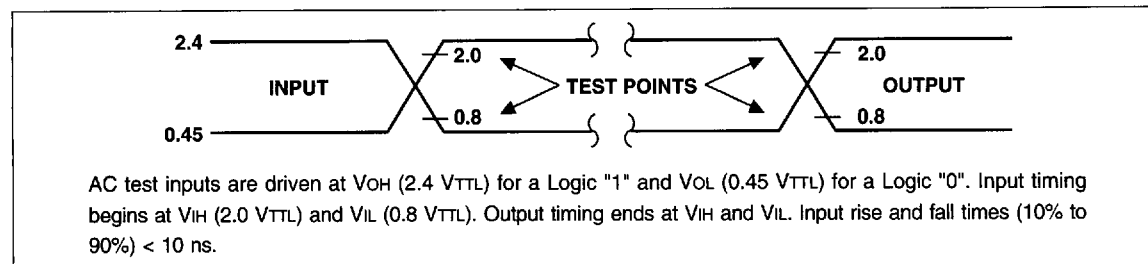 2.4
2.0
2.0
INPUT
TEST POINTS
OUTPUT
0.8
0.8
0.45
AC test inputs are driven at VOH (2.4 VTTL) for a Logic "1" and VOL (0.45 VTTL) for a Logic "0". Input timing
begins at VIH (2.0 VTTL) and VIL (0.8 VTTL). Output timing ends at VIH and VIL. Input rise and fall times (10% to
90%) < 10 ns.